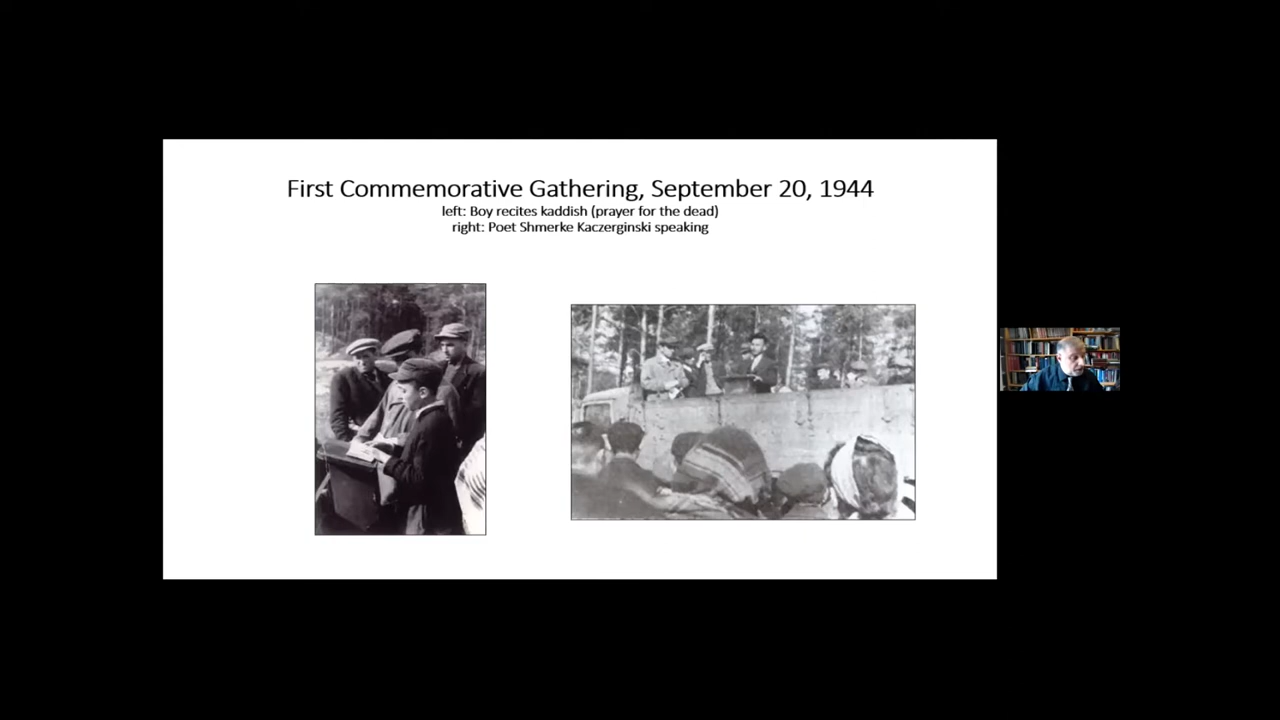 First Commemorative Gathering, September 20, 1944
left: Boy recites kaddish (prayer for the dead)
right: Poet Shmerke Kaczerginski speaking